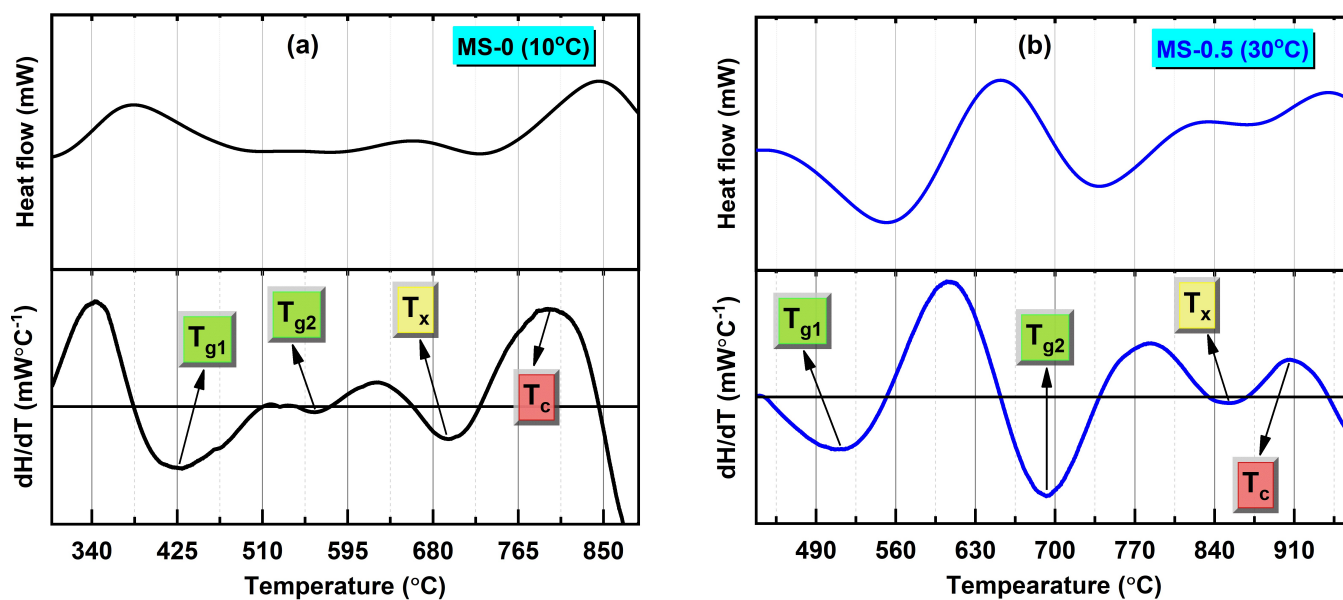 (a)
MS-0 (10°C)
Heat flow (mW)
dH/dT (mW°C⁻¹)
Tg1
Tg2
Tx
Tc
340 425 510 595 680 765 850
Temperature (°C)
(b)
MS-0.5 (30°C)
Heat flow (mW)
dH/dT (mW°C⁻¹)
Tg1
Tg2
Tx
Tc
490 560 630 700 770 840 910
Tempearature (°C)